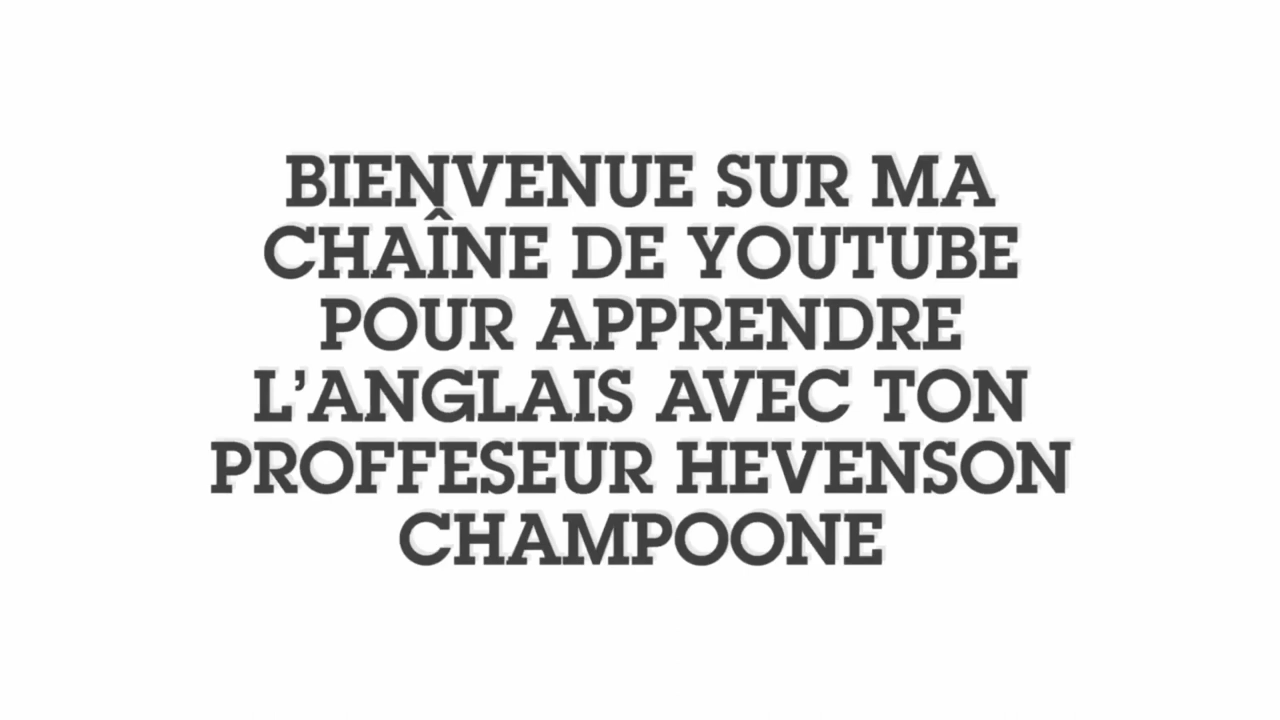 BIENVENUE SUR MA
CHAÎNE DE YOUTUBE
POUR APPRENDRE
L’ANGLAIS AVEC TON
PROFFESEUR HEVENSON
CHAMPOONE